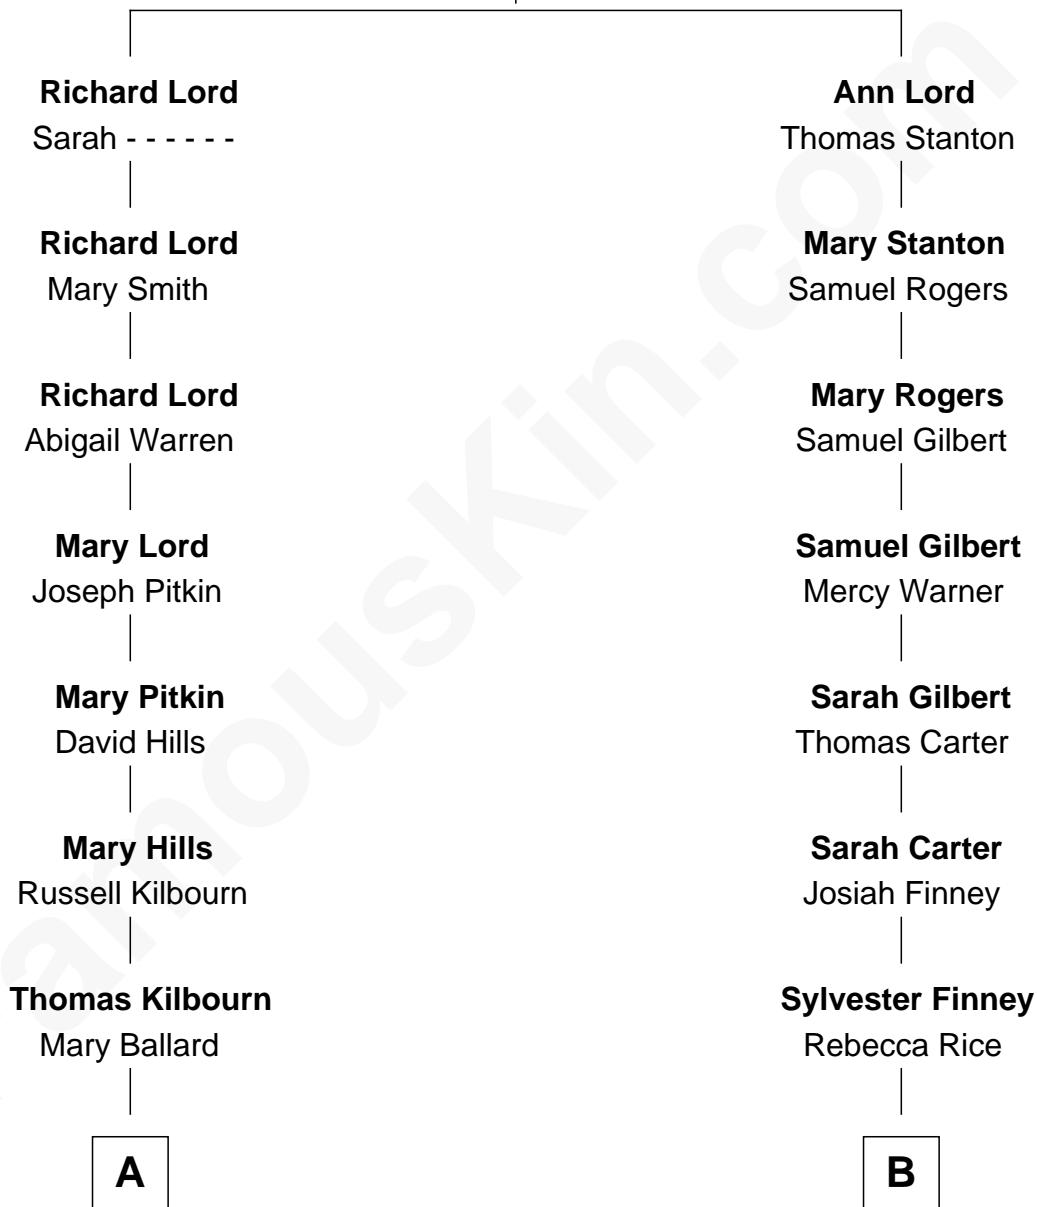 Richard Lord
Sarah - - - - - -
Richard Lord
Mary Smith
Richard Lord
Abigail Warren
Mary Lord
Joseph Pitkin
Mary Pitkin
David Hills
Mary Hills
Russell Kilbourn
Thomas Kilbourn
Mary Ballard
A
Ann Lord
Thomas Stanton
Mary Stanton
Samuel Rogers
Mary Rogers
Samuel Gilbert
Samuel Gilbert
Mercy Warner
Sarah Gilbert
Thomas Carter
Sarah Carter
Josiah Finney
Sylvester Finney
Rebecca Rice
B
amouskin.com